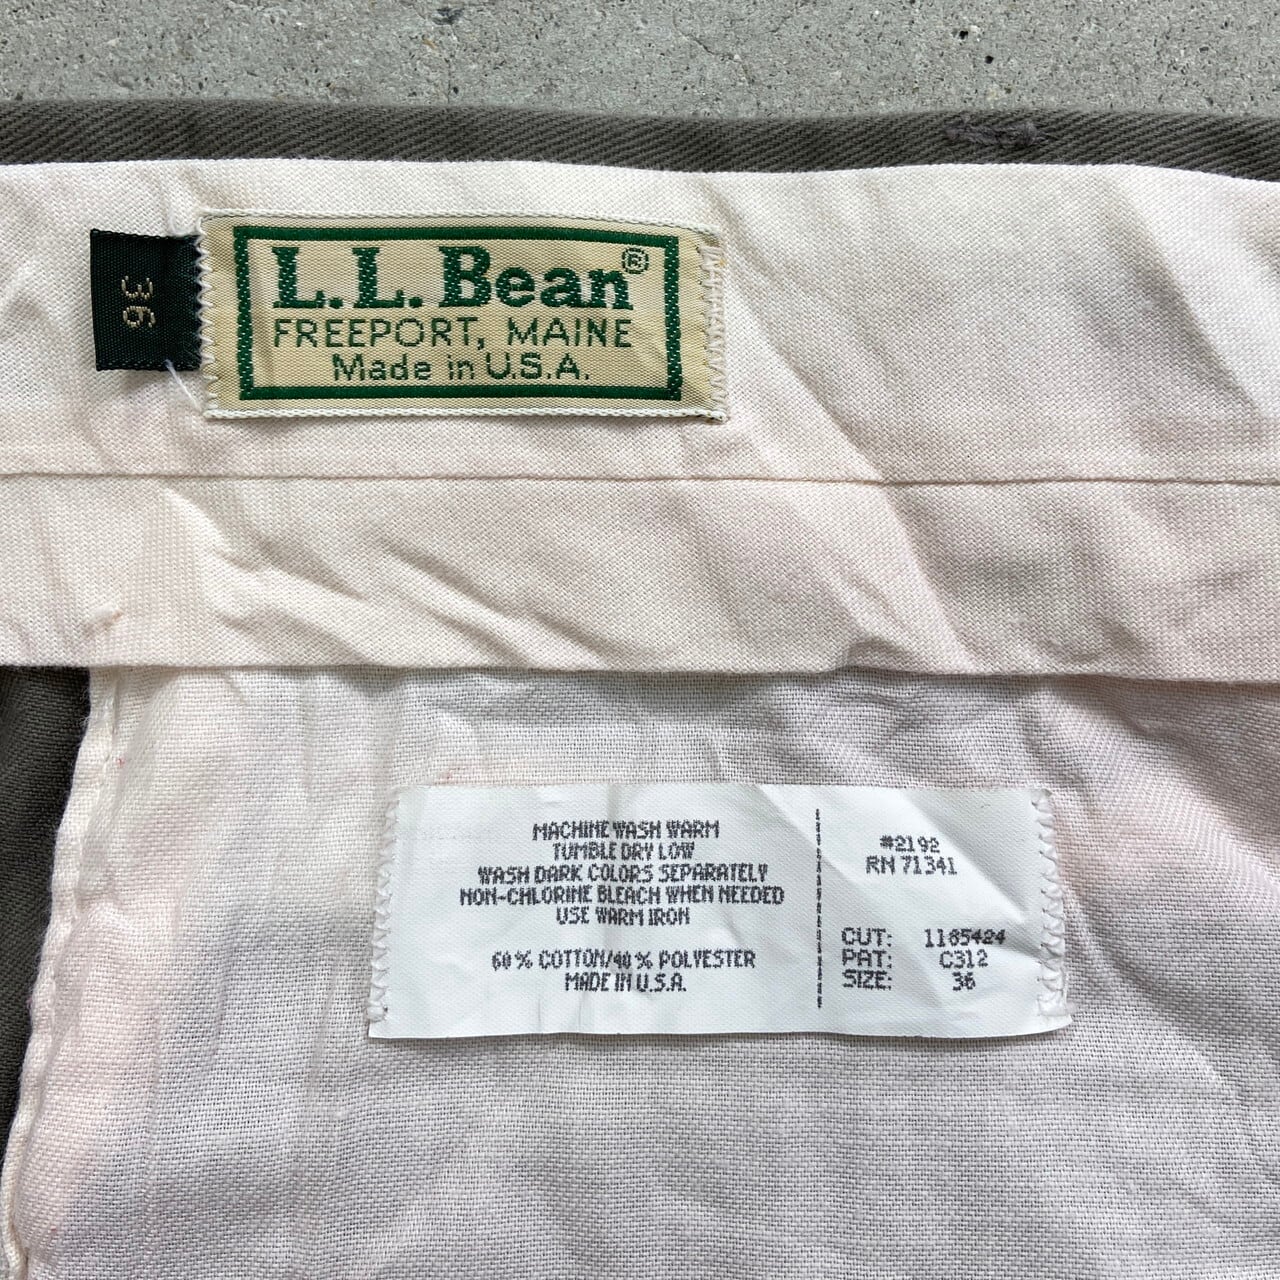 36
L.L.Bean®
FREEPORT, MAINE
Made in U.S.A.
MACHINE WASH WARM
TUMBLE DRY LOW
WASH DARK COLORS SEPARATELY
NON-CHLORINE BLEACH WHEN NEEDED
USE WARM IRON
60% COTTON/40% POLYESTER
MADE IN U.S.A.
#2192
RN 71341
CUT: 1165424
PAT: C312
SIZE: 36